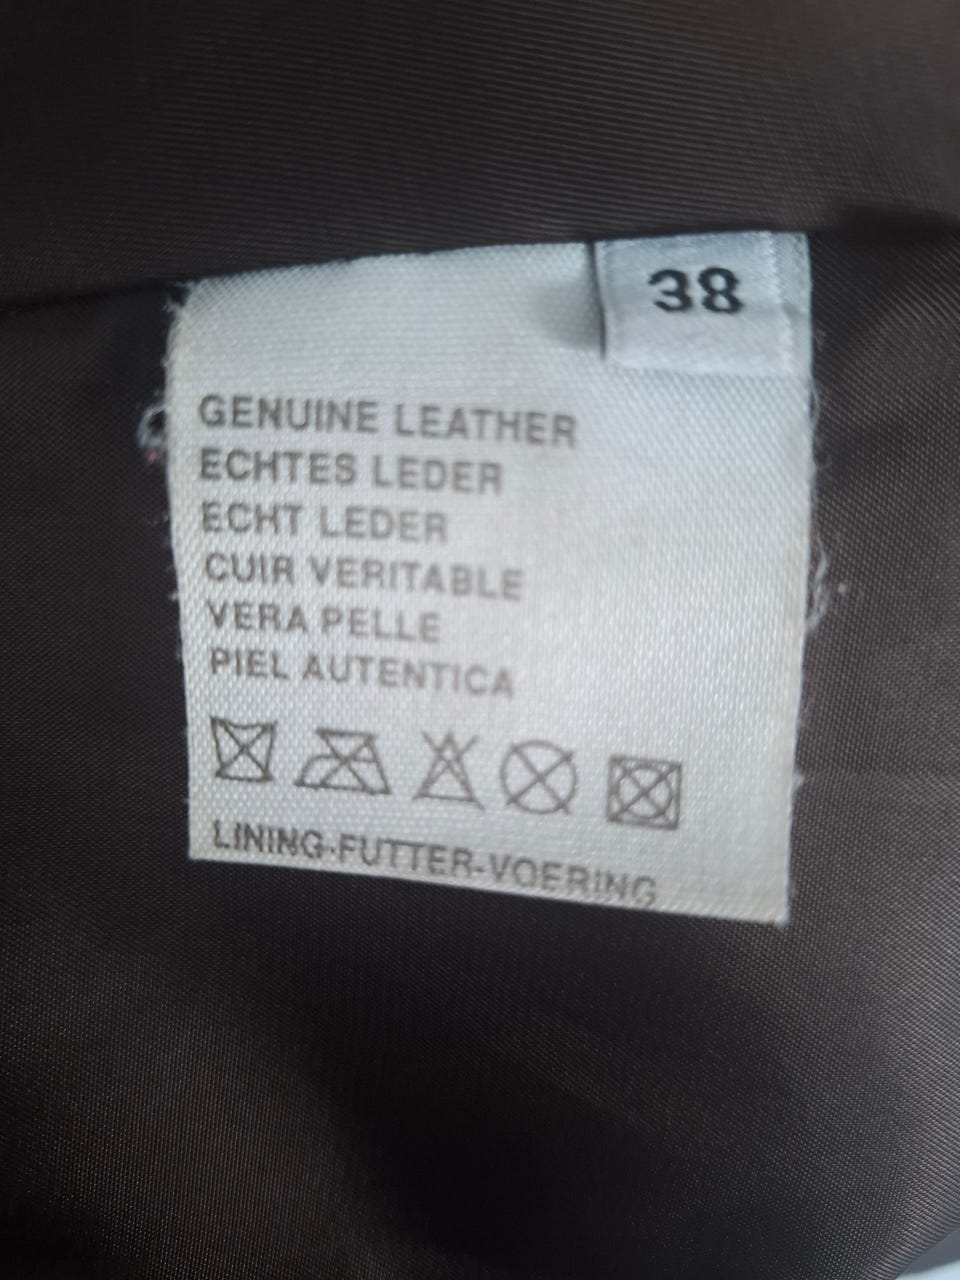 38
GENUINE LEATHER
ECHTES LEDER
ECHT LEDER
CUIR VERITABLE
VERA PELLE
PIEL AUTENTICA
LINING-FUTTER-VOERING